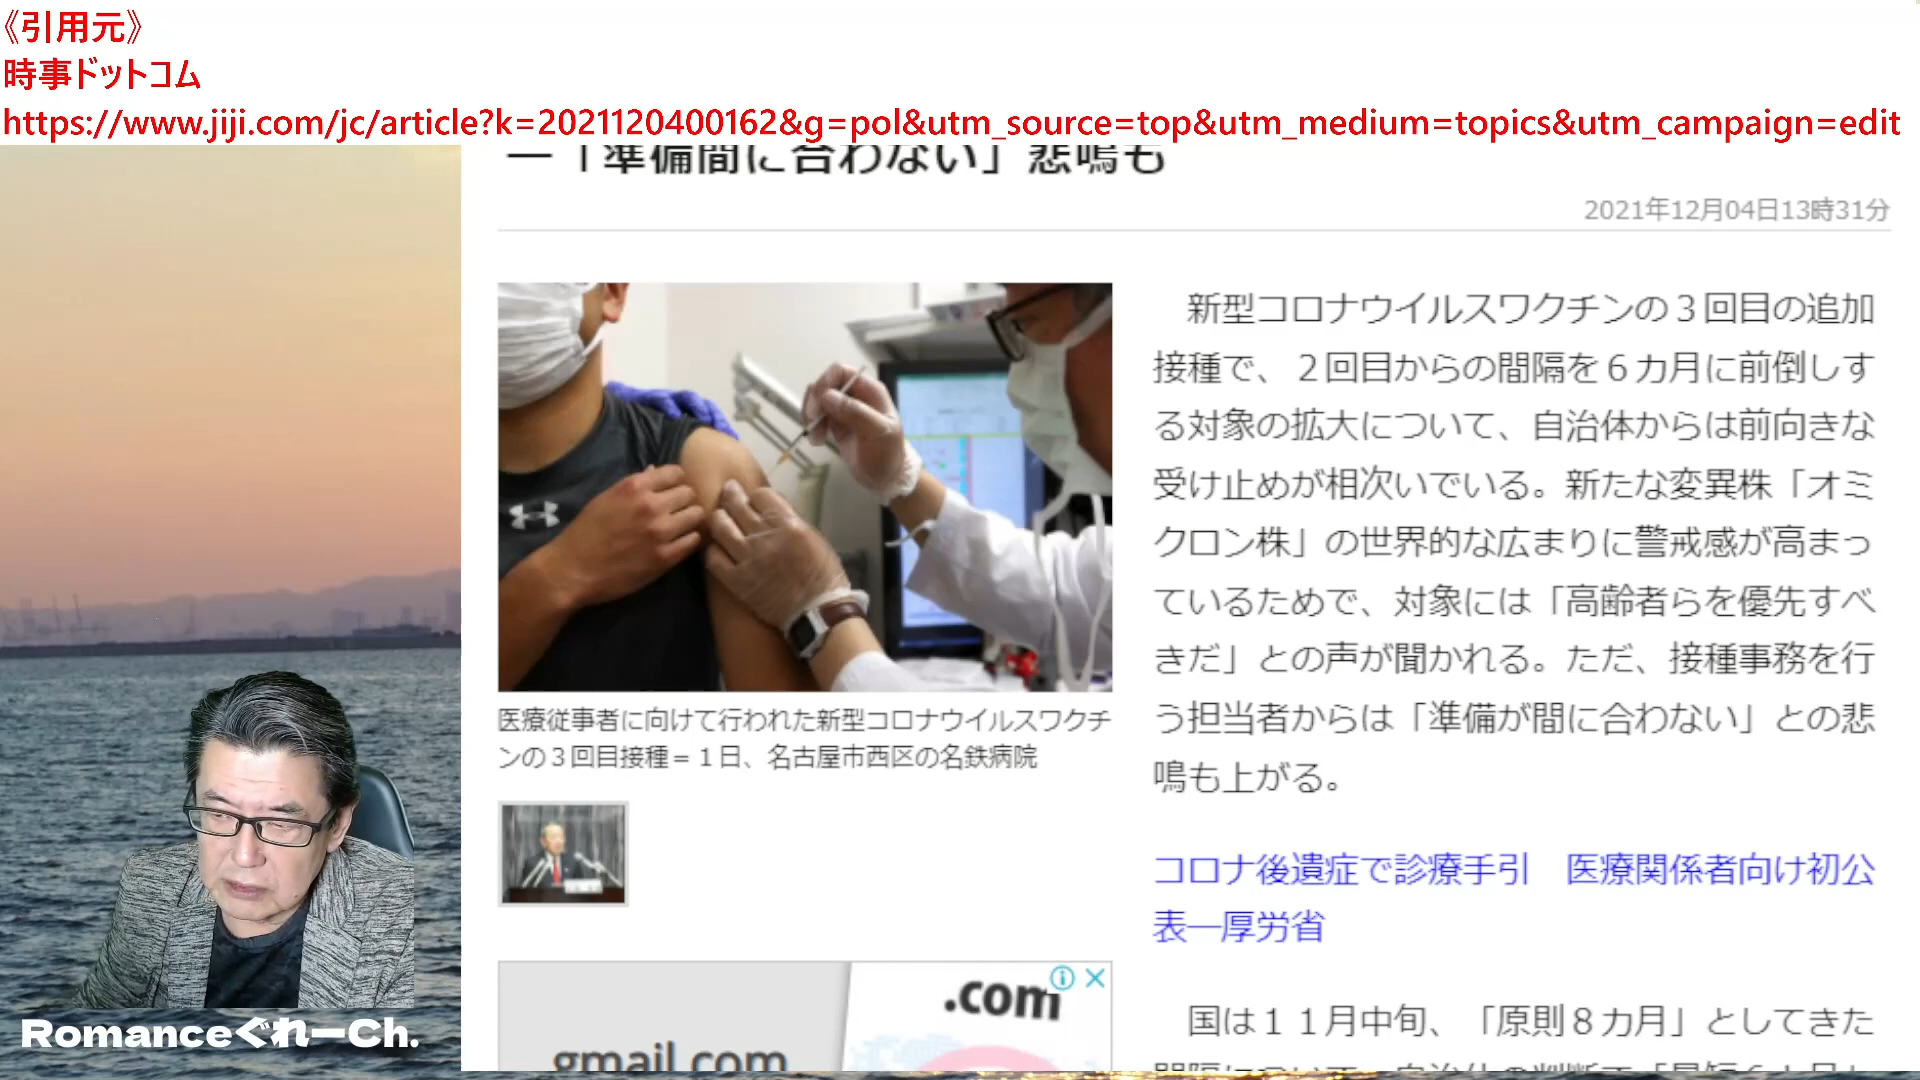 《引用元》
時事ドットコム
https://www.jiji.com/jc/article?k=2021120400162&g=pol&utm_source=top&utm_medium=topics&utm_campaign=edit
―「準備間に合わない」悲鳴も
2021年12月04日13時31分
新型コロナウイルスワクチンの３回目の追加
接種で、２回目からの間隔を６カ月に前倒しす
る対象の拡大について、自治体からは前向きな
受け止めが相次いでいる。新たな変異株「オミ
クロン株」の世界的な広まりに警戒感が高まっ
ているためで、対象には「高齢者らを優先すべ
きだ」との声が聞かれる。ただ、接種事務を行
う担当者からは「準備が間に合わない」との悲
鳴も上がる。
医療従事者に向けて行われた新型コロナウイルスワクチ
ンの３回目接種＝１日、名古屋市西区の名鉄病院
コロナ後遺症で診療手引　医療関係者向け初公
表―厚労省
国は１１月中旬、「原則８カ月」としてきた
.com
gmail.com
RomanceぐれーCh.